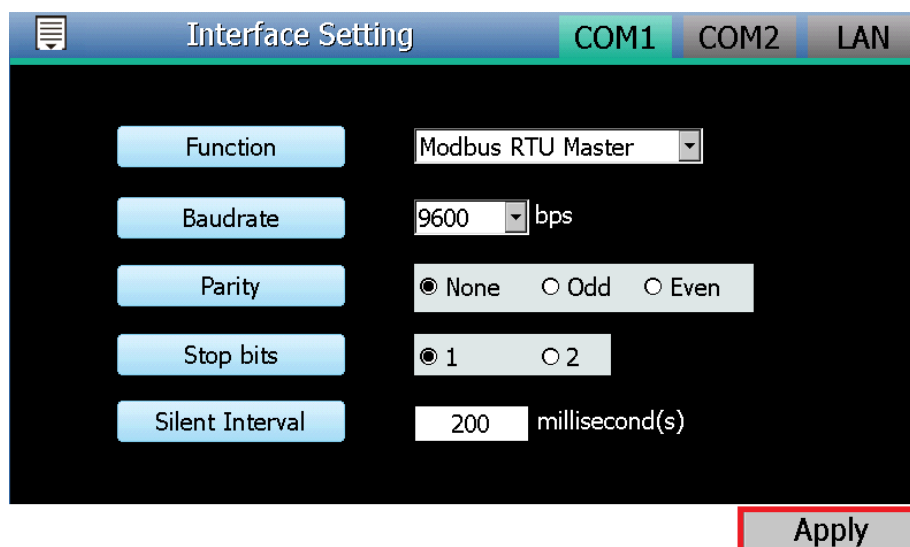 Interface Setting COM1 COM2 LAN
Function Modbus RTU Master
Baudrate 9600 bps
Parity None Odd Even
Stop bits 1 2
Silent Interval 200 millisecond(s)
Apply